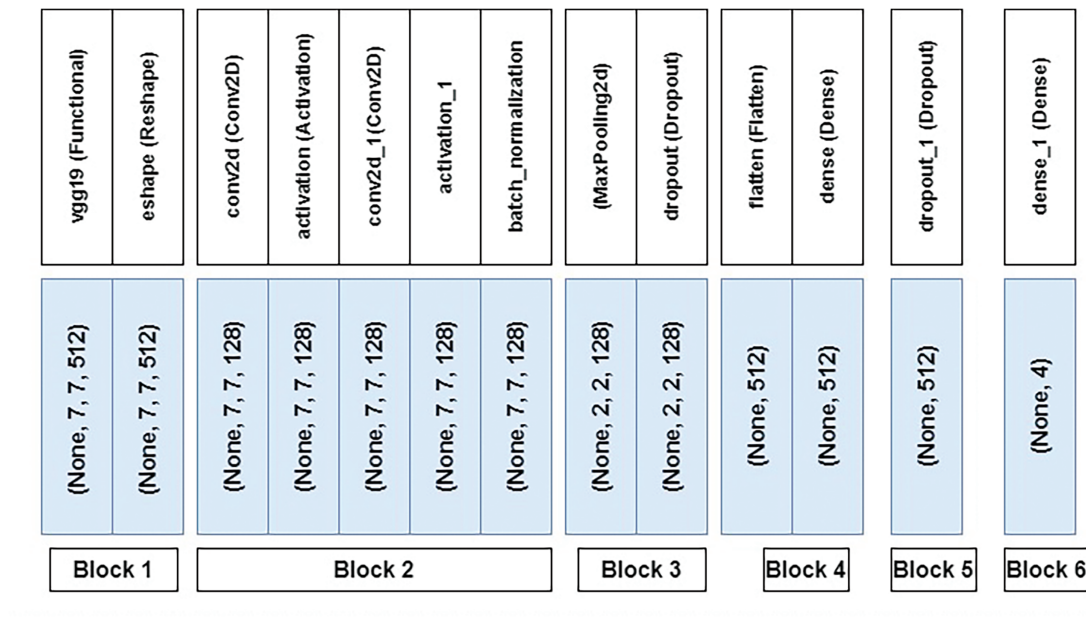 vgg19 (Functional)
eshape (Reshape)
conv2d (Conv2D)
activation (Activation)
conv2d_1(Conv2D)
activation_1
batch_normalization
(MaxPooling2d)
dropout (Dropout)
flatten (Flatten)
dense (Dense)
dropout_1 (Dropout)
dense_1 (Dense)
(None, 7, 7, 512)
(None, 7, 7, 512)
(None, 7, 7, 128)
(None, 7, 7, 128)
(None, 7, 7, 128)
(None, 7, 7, 128)
(None, 7, 7, 128)
(None, 2, 2, 128)
(None, 2, 2, 128)
(None, 512)
(None, 512)
(None, 512)
(None, 4)
Block 1
Block 2
Block 3
Block 4
Block 5
Block 6